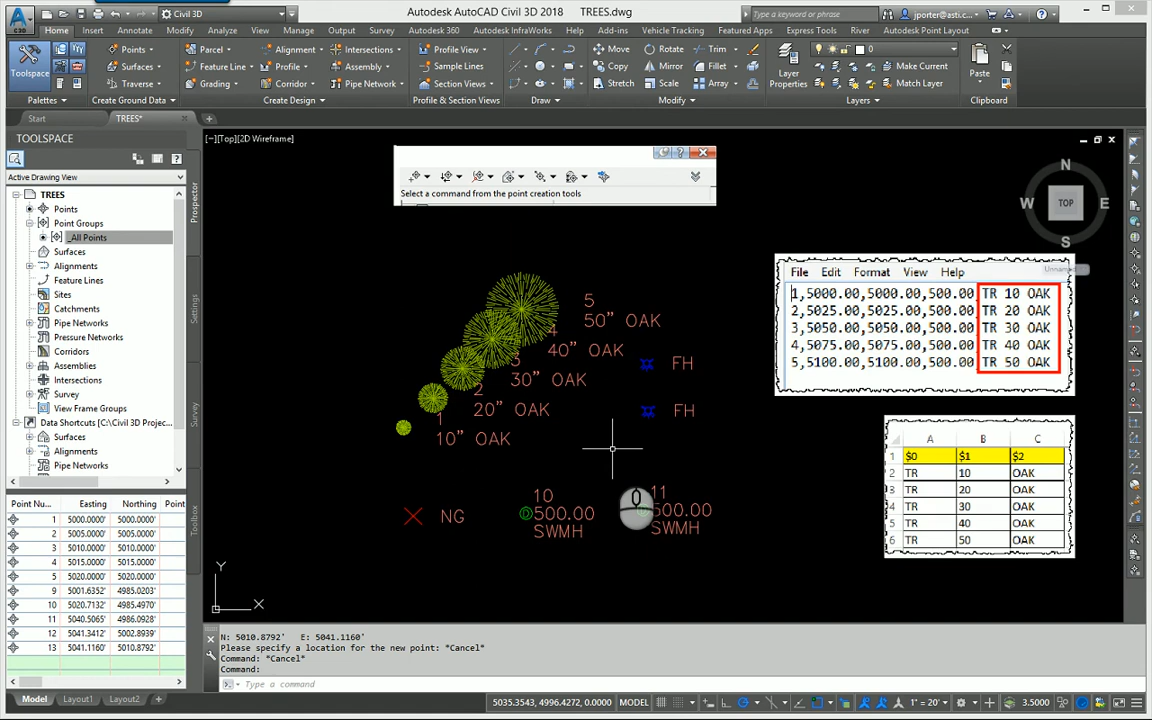 Civil 3D
Autodesk AutoCAD Civil 3D 2018 TREES.dwg
Type a keyword or phrase
jporter@asti.c...
Home Insert Annotate Modify Analyze View Manage Output Survey Autodesk 360 Autodesk InfraWorks Help Add-ins Vehicle Tracking Featured Apps Express Tools River Autodesk Point Layout
Toolspace
Points
Surfaces
Traverse
Parcel
Feature Line
Grading
Alignment
Profile
Corridor
Intersections
Assembly
Pipe Network
Profile View
Sample Lines
Section Views
Move
Copy
Stretch
Rotate
Mirror
Scale
Trim
Fillet
Array
Layer
Properties
0
Make Current
Match Layer
Paste
Palettes Create Ground Data Create Design Profile & Section Views Draw Modify Layers Clipboard
Start TREES*
TOOLSPACE
Active Drawing View
TREES
Points
Point Groups
_All Points
Surfaces
Alignments
Feature Lines
Sites
Catchments
Pipe Networks
Pressure Networks
Corridors
Assemblies
Intersections
Survey
View Frame Groups
Data Shortcuts [C:\Civil 3D Projec...
Surfaces
Alignments
Pipe Networks
Prospector
Settings
Survey
Toolbox
Point Nu... Easting Northing Point
1 5000.0000' 5000.0000'
2 5005.0000' 5005.0000'
3 5010.0000' 5010.0000'
4 5015.0000' 5015.0000'
5 5020.0000' 5020.0000'
9 5001.6352' 4985.0203'
10 5020.7132' 4985.4970'
11 5040.5065' 4986.0928'
12 5041.3412' 5002.8939'
13 5041.1160' 5010.8792'
[−][Top][2D Wireframe]
Select a command from the point creation tools
N
W TOP E
S
Unnamed
5
50" OAK
4
40" OAK
3
30" OAK
2
20" OAK
1
10" OAK
FH
FH
NG
10
500.00
SWMH
11
500.00
SWMH
File Edit Format View Help
1,5000.00,5000.00,500.00,TR 10 OAK
2,5025.00,5025.00,500.00,TR 20 OAK
3,5050.00,5050.00,500.00,TR 30 OAK
4,5075.00,5075.00,500.00,TR 40 OAK
5,5100.00,5100.00,500.00,TR 50 OAK
A B C
1 $0 $1 $2
2 TR 10 OAK
3 TR 20 OAK
4 TR 30 OAK
5 TR 40 OAK
6 TR 50 OAK
Y
X
N: 5010.8792' E: 5041.1160'
Please specify a location for the new point: *Cancel*
Command: *Cancel*
Command:
Type a command
Model Layout1 Layout2 +
5035.3543, 4996.4272, 0.0000 MODEL 1" = 20' 3.5000